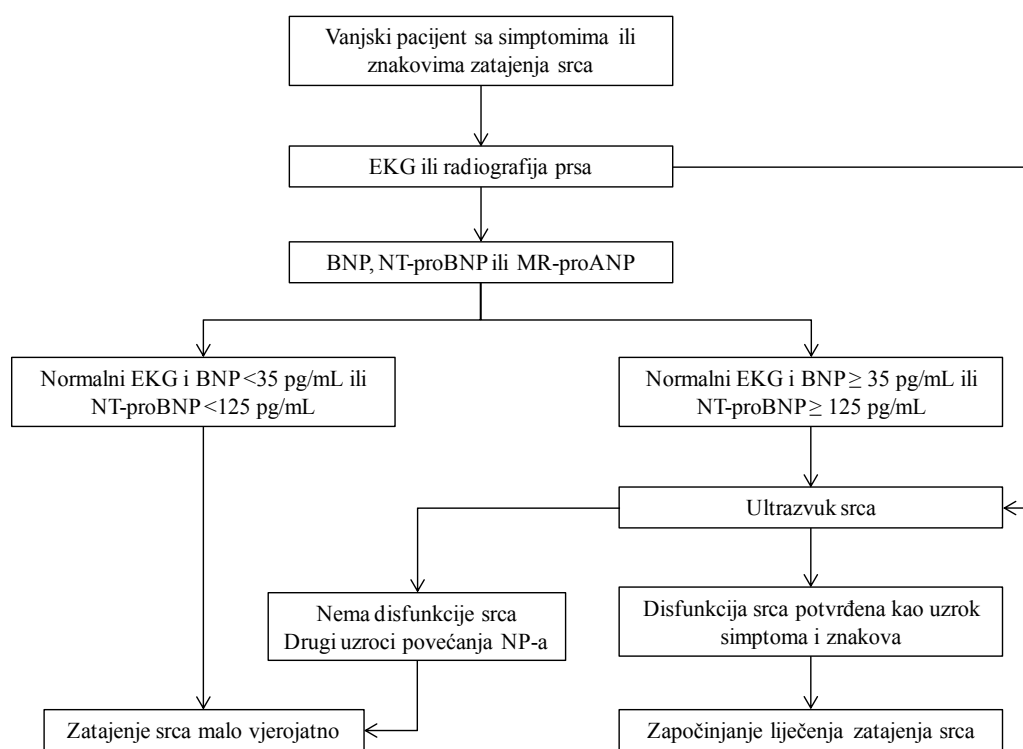 Vanjski pacijent sa simptomima ili
znakovima zatajenja srca
EKG ili radiografija prsa
BNP, NT-proBNP ili MR-proANP
Normalni EKG i BNP <35 pg/mL ili
NT-proBNP <125 pg/mL
Normalni EKG i BNP ≥ 35 pg/mL ili
NT-proBNP ≥ 125 pg/mL
Ultrazvuk srca
Nema disfunkcije srca
Drugi uzroci povećanja NP-a
Disfunkcija srca potvrđena kao uzrok
simptoma i znakova
Zatajenje srca malo vjerojatno
Započinjanje liječenja zatajenja srca